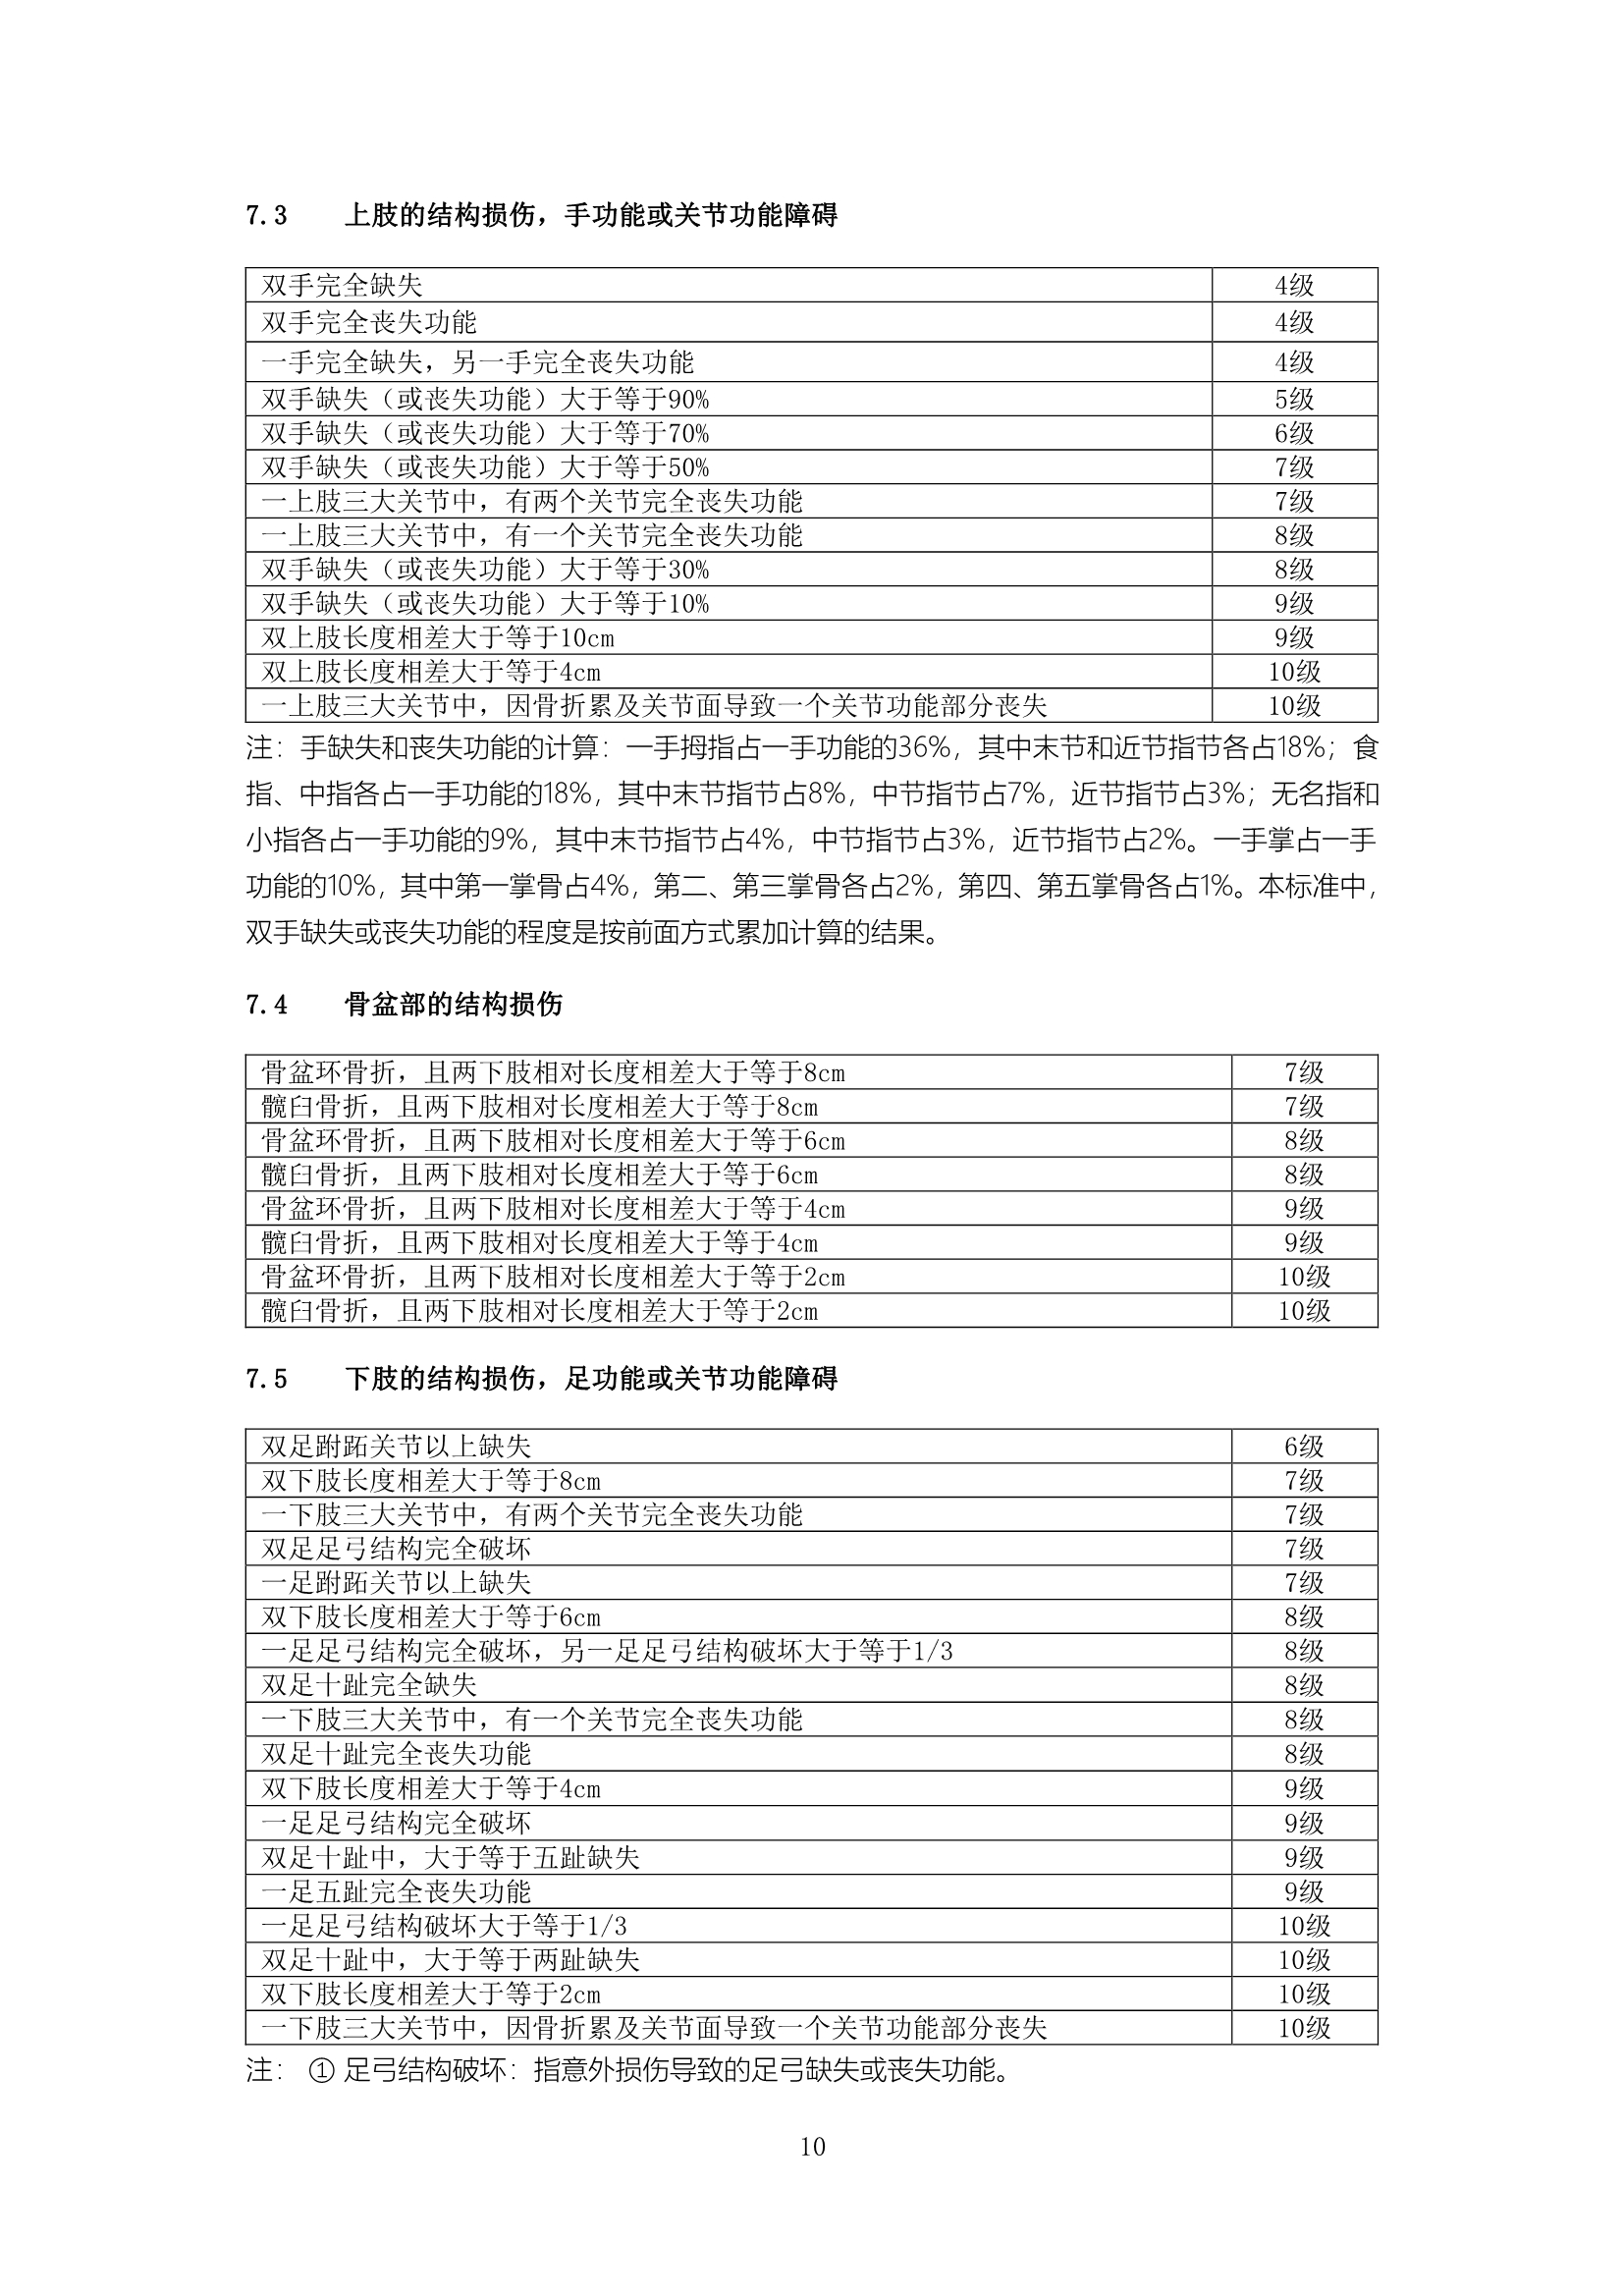 7.3 上肢的结构损伤，手功能或关节功能障碍
双手完全缺失 4级
双手完全丧失功能 4级
一手完全缺失，另一手完全丧失功能 4级
双手缺失（或丧失功能）大于等于90% 5级
双手缺失（或丧失功能）大于等于70% 6级
双手缺失（或丧失功能）大于等于50% 7级
一上肢三大关节中，有两个关节完全丧失功能 7级
一上肢三大关节中，有一个关节完全丧失功能 8级
双手缺失（或丧失功能）大于等于30% 8级
双手缺失（或丧失功能）大于等于10% 9级
双上肢长度相差大于等于10cm 9级
双上肢长度相差大于等于4cm 10级
一上肢三大关节中，因骨折累及关节面导致一个关节功能部分丧失 10级
注：手缺失和丧失功能的计算：一手拇指占一手功能的36%，其中末节和近节指节各占18%；食
指、中指各占一手功能的18%，其中末节指节占8%，中节指节占7%，近节指节占3%；无名指和
小指各占一手功能的9%，其中末节指节占4%，中节指节占3%，近节指节占2%。一手掌占一手
功能的10%，其中第一掌骨占4%，第二、第三掌骨各占2%，第四、第五掌骨各占1%。本标准中，
双手缺失或丧失功能的程度是按前面方式累加计算的结果。
7.4 骨盆部的结构损伤
骨盆环骨折，且两下肢相对长度相差大于等于8cm 7级
髋臼骨折，且两下肢相对长度相差大于等于8cm 7级
骨盆环骨折，且两下肢相对长度相差大于等于6cm 8级
髋臼骨折，且两下肢相对长度相差大于等于6cm 8级
骨盆环骨折，且两下肢相对长度相差大于等于4cm 9级
髋臼骨折，且两下肢相对长度相差大于等于4cm 9级
骨盆环骨折，且两下肢相对长度相差大于等于2cm 10级
髋臼骨折，且两下肢相对长度相差大于等于2cm 10级
7.5 下肢的结构损伤，足功能或关节功能障碍
双足跗跖关节以上缺失 6级
双下肢长度相差大于等于8cm 7级
一下肢三大关节中，有两个关节完全丧失功能 7级
双足足弓结构完全破坏 7级
一足跗跖关节以上缺失 7级
双下肢长度相差大于等于6cm 8级
一足足弓结构完全破坏，另一足足弓结构破坏大于等于1/3 8级
双足十趾完全缺失 8级
一下肢三大关节中，有一个关节完全丧失功能 8级
双足十趾完全丧失功能 8级
双下肢长度相差大于等于4cm 9级
一足足弓结构完全破坏 9级
双足十趾中，大于等于五趾缺失 9级
一足五趾完全丧失功能 9级
一足足弓结构破坏大于等于1/3 10级
双足十趾中，大于等于两趾缺失 10级
双下肢长度相差大于等于2cm 10级
一下肢三大关节中，因骨折累及关节面导致一个关节功能部分丧失 10级
注： ① 足弓结构破坏：指意外损伤导致的足弓缺失或丧失功能。
10